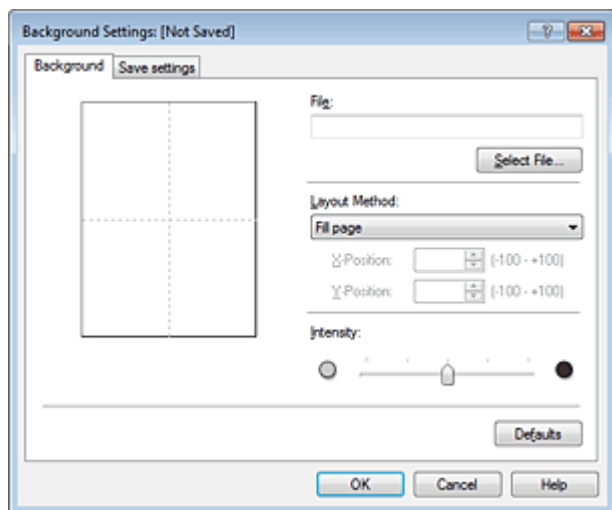 Background Settings: [Not Saved]
Background Save settings
File:
Select File...
Layout Method:
Fill page
X-Position: (-100 - +100)
Y-Position: (-100 - +100)
Intensity:
Defaults
OK Cancel Help